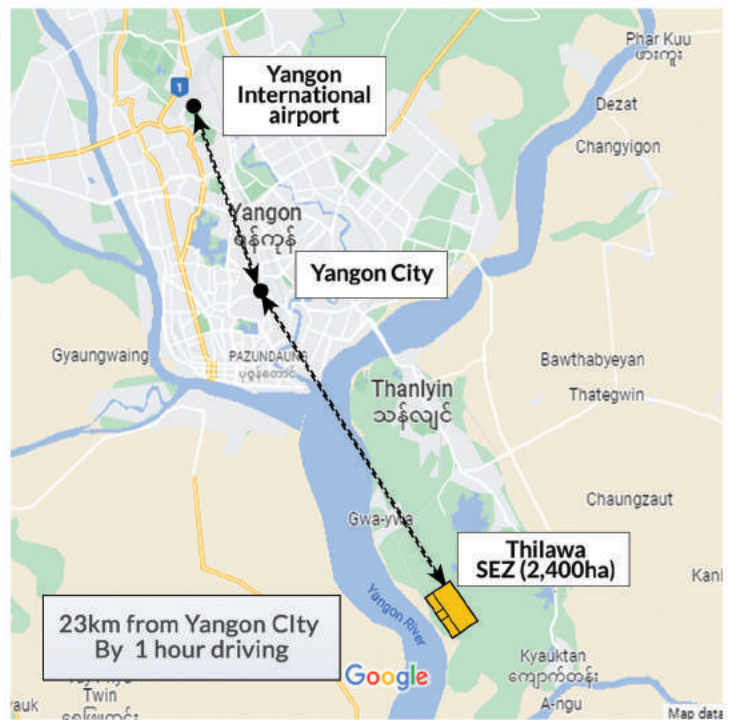 Phar Kuu
ဖားကူး
Yangon
International
airport
1
Dezat
Changyigon
Yangon
ရန်ကုန်
Yangon City
Gyaungwaing
PAZUNDAUNG
ပုဇွန်တောင်
Bawthabyeyan
Thanlyin
သန်လျင်
Thategwin
Chaungzaut
Gwa-ywa
Thilawa
SEZ (2,400ha)
Yangon River
23km from Yangon CIty
By 1 hour driving
Google
Kyauktan
ကျောက်တန်း
Twin
A-ngu
Map data